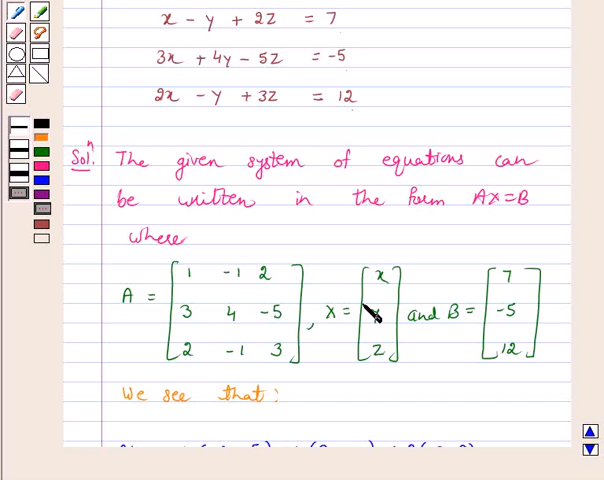 x - y + 2z = 7
3x + 4y - 5z = -5
2x - y + 3z = 12
Solⁿ. The given system of equations can
be written in the form AX=B
where
A = [1 -1 2
3 4 -5
2 -1 3], X = [x
y
z] and B = [7
-5
12]
We see that: